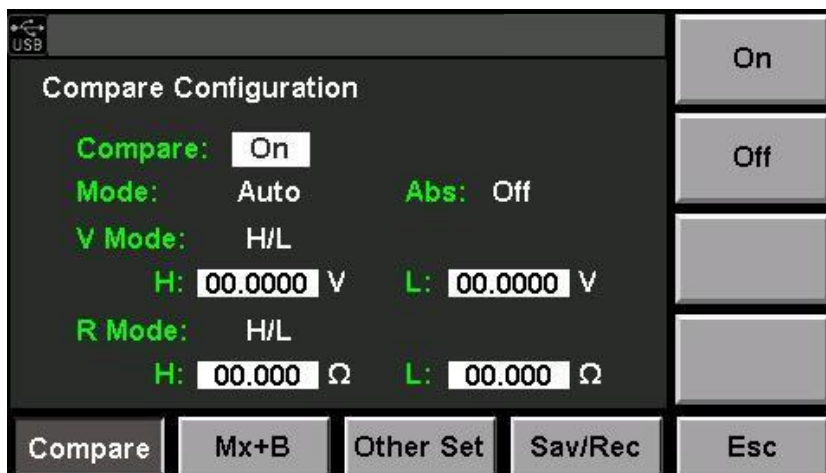 USB
Compare Configuration
Compare: On
Mode: Auto Abs: Off
V Mode: H/L
H: 00.0000 V L: 00.0000 V
R Mode: H/L
H: 00.000 Ω L: 00.000 Ω
On
Off
Compare Mx+B Other Set Sav/Rec Esc